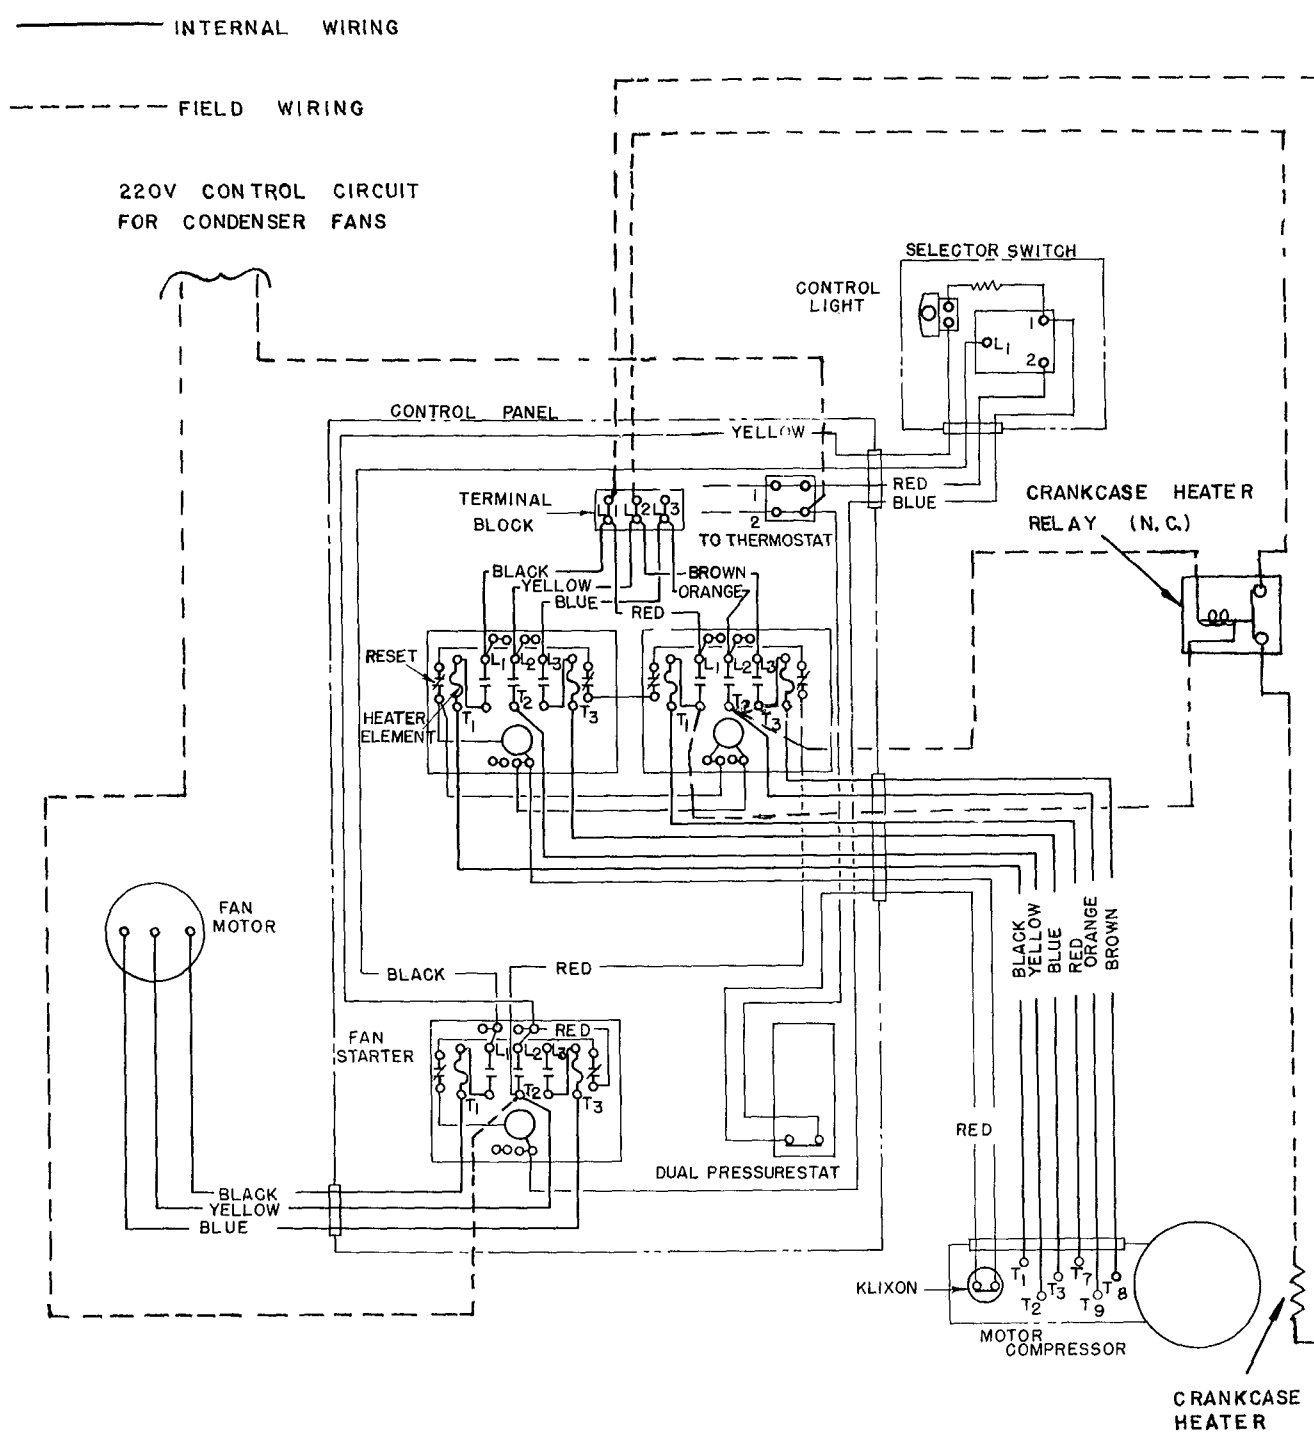 INTERNAL WIRING
FIELD WIRING
220V CONTROL CIRCUIT
FOR CONDENSER FANS
SELECTOR SWITCH
CONTROL
LIGHT
1
L1
2
CONTROL PANEL
YELLOW
RED
BLUE
TERMINAL
BLOCK
L1 L2 L3
1
2
TO THERMOSTAT
CRANKCASE HEATER
RELAY (N.C.)
BLACK
YELLOW
BLUE
BROWN
ORANGE
RED
RESET
L1 L2 L3
L1 L2 L3
HEATER
ELEMENT
T1 T2 T3
T1 T2 T3
FAN
MOTOR
BLACK
YELLOW
BLUE
RED
ORANGE
BROWN
BLACK
RED
FAN
STARTER
RED
L1 L2 L3
T1 T2 T3
RED
DUAL PRESSURESTAT
BLACK
YELLOW
BLUE
KLIXON
T1 T2 T3 T7 T9 T8
MOTOR
COMPRESSOR
CRANKCASE
HEATER